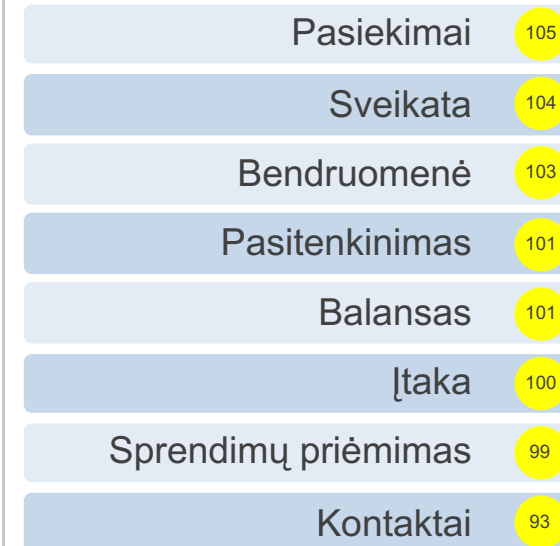 Pasiekimai 105
Sveikata 104
Bendruomenė 103
Pasitenkinimas 101
Balansas 101
Įtaka 100
Sprendimų priėmimas 99
Kontaktai 93